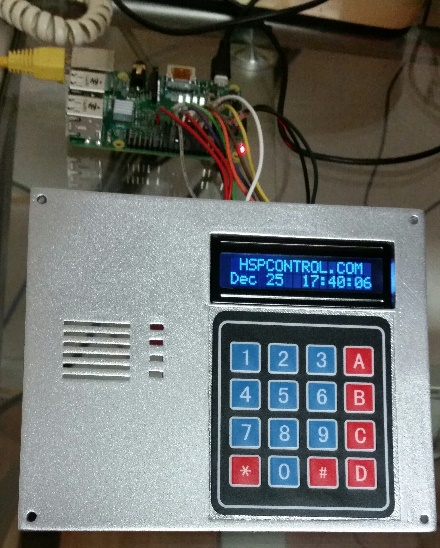 HSPCONTROL.COM
Dec 25 17:40:06
1 2 3 A
4 5 6 B
7 8 9 C
* 0 # D